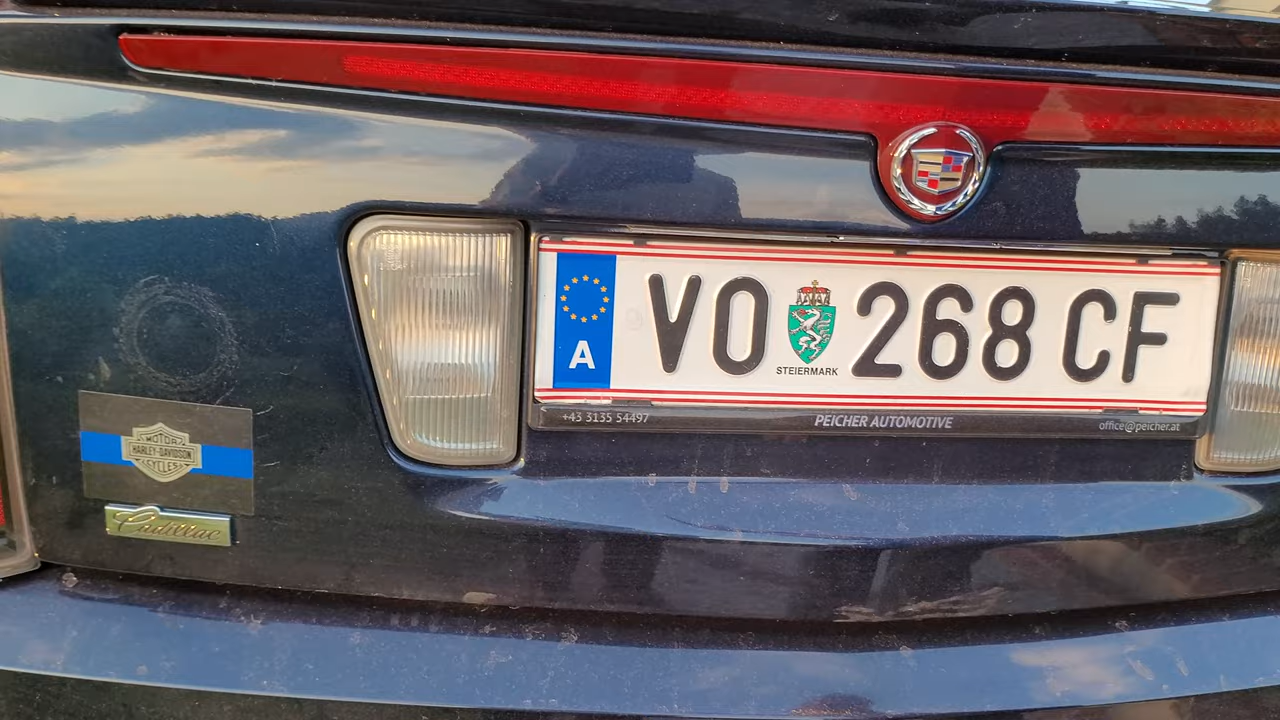 A
VO 268 CF
STEIERMARK
+43 3135 54497 PEICHER AUTOMOTIVE office@peicher.at
MOTOR
HARLEY-DAVIDSON
CYCLES
Cadillac